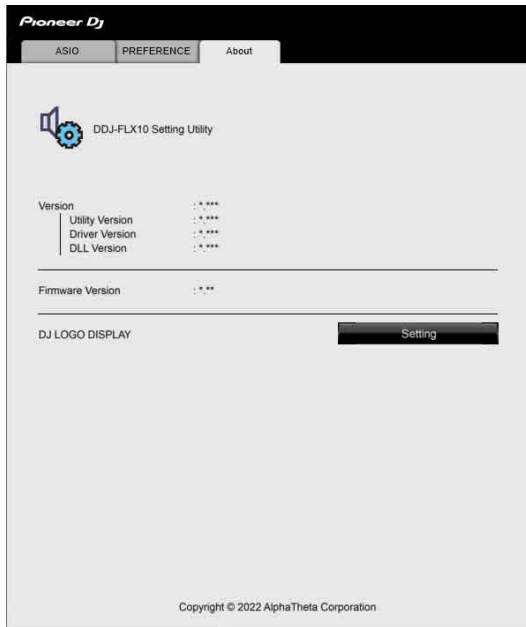 Pioneer Dj
ASIO PREFERENCE About
DDJ-FLX10 Setting Utility
Version : *.***
Utility Version : *.***
Driver Version : *.***
DLL Version : *.***
Firmware Version : *.**
DJ LOGO DISPLAY Setting
Copyright © 2022 AlphaTheta Corporation